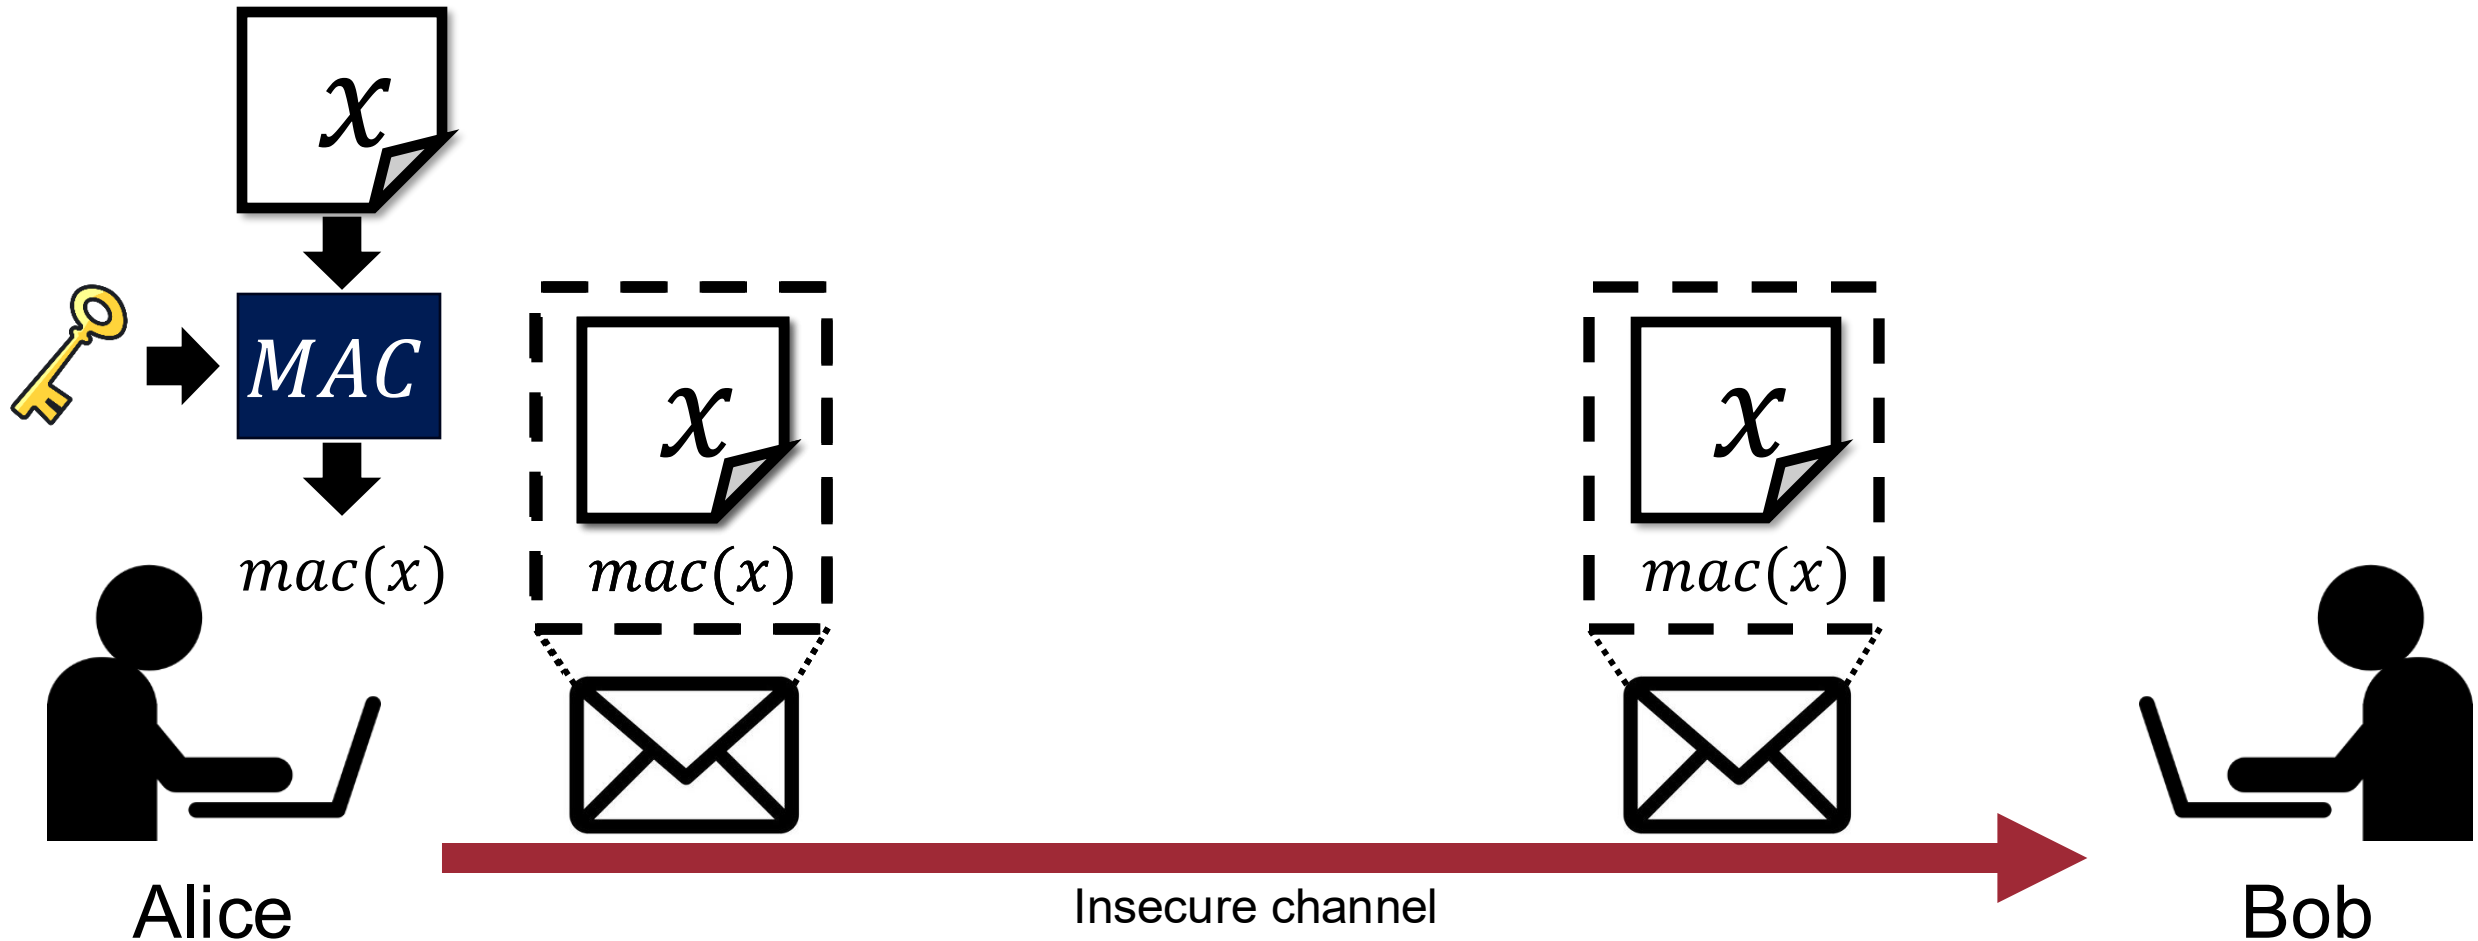 x
MAC
mac(x)
x
mac(x)
x
mac(x)
Alice
Insecure channel
Bob